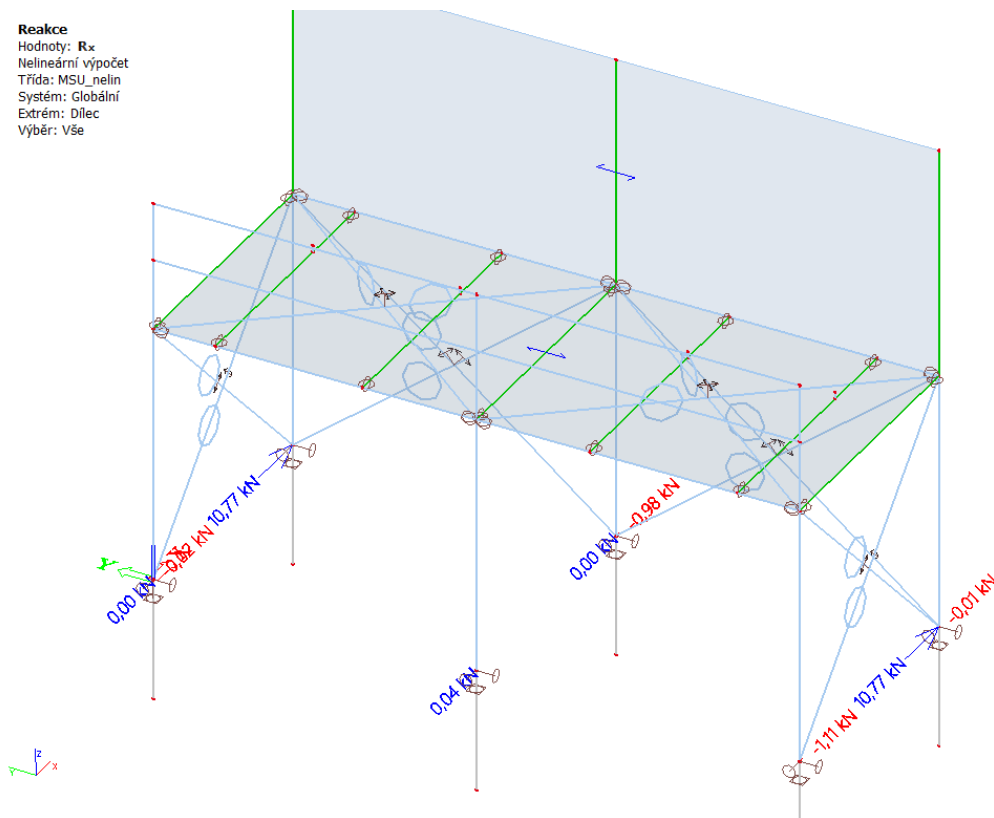 Reakce
Hodnoty: Rx
Nelineární výpočet
Třída: MSU_nelin
Systém: Globální
Extrém: Dílec
Výběr: Vše
10,77 kN
-0,98 kN
0,00 kN
0,00 kN
-0,01 kN
0,04 kN
10,77 kN
-1,11 kN
z
x